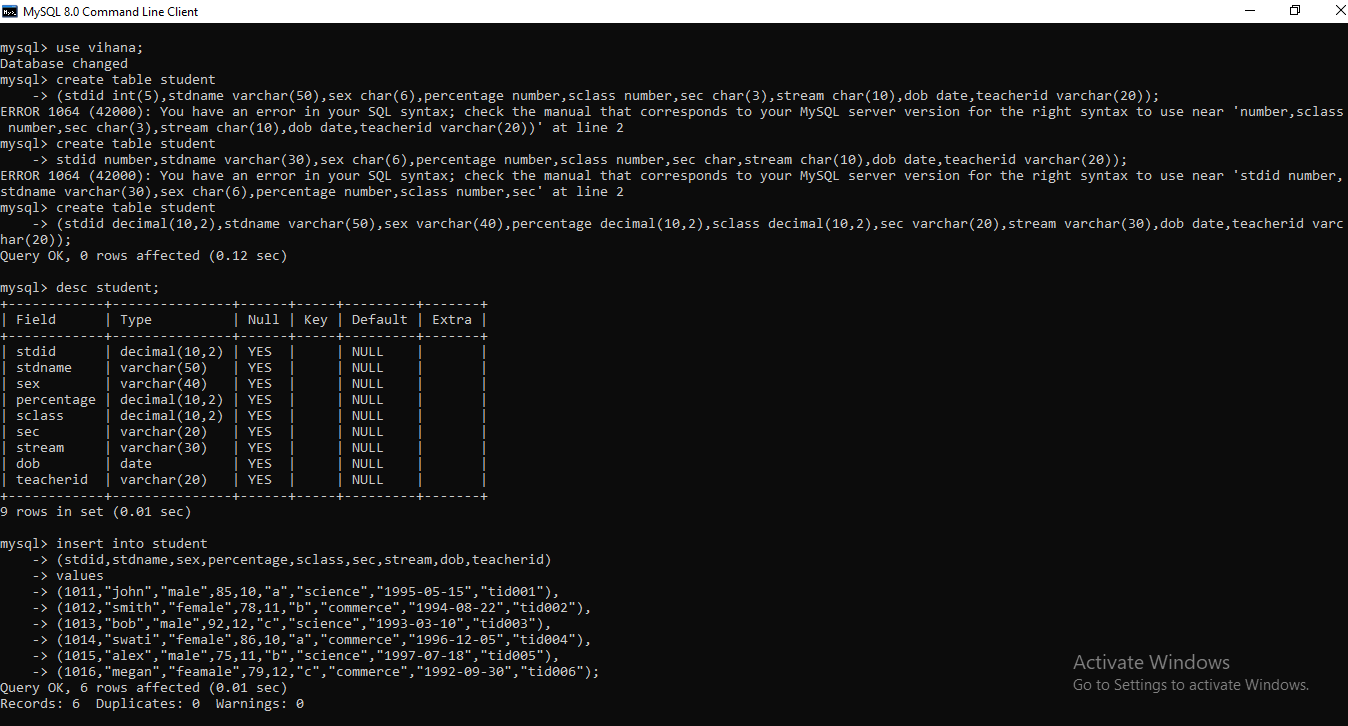 MySQL 8.0 Command Line Client
mysql> use vihana;
Database changed
mysql> create table student
    -> (stdid int(5),stdname varchar(50),sex char(6),percentage number,sclass number,sec char(3),stream char(10),dob date,teacherid varchar(20));
ERROR 1064 (42000): You have an error in your SQL syntax; check the manual that corresponds to your MySQL server version for the right syntax to use near 'number,sclass
 number,sec char(3),stream char(10),dob date,teacherid varchar(20))' at line 2
mysql> create table student
    -> stdid number,stdname varchar(30),sex char(6),percentage number,sclass number,sec char,stream char(10),dob date,teacherid varchar(20));
ERROR 1064 (42000): You have an error in your SQL syntax; check the manual that corresponds to your MySQL server version for the right syntax to use near 'stdid number,
stdname varchar(30),sex char(6),percentage number,sclass number,sec' at line 2
mysql> create table student
    -> (stdid decimal(10,2),stdname varchar(50),sex varchar(40),percentage decimal(10,2),sclass decimal(10,2),sec varchar(20),stream varchar(30),dob date,teacherid varc
har(20));
Query OK, 0 rows affected (0.12 sec)
mysql> desc student;
+------------+---------------+------+-----+---------+-------+
| Field      | Type          | Null | Key | Default | Extra |
+------------+---------------+------+-----+---------+-------+
| stdid      | decimal(10,2) | YES  |     | NULL    |       |
| stdname    | varchar(50)   | YES  |     | NULL    |       |
| sex        | varchar(40)   | YES  |     | NULL    |       |
| percentage | decimal(10,2) | YES  |     | NULL    |       |
| sclass     | decimal(10,2) | YES  |     | NULL    |       |
| sec        | varchar(20)   | YES  |     | NULL    |       |
| stream     | varchar(30)   | YES  |     | NULL    |       |
| dob        | date          | YES  |     | NULL    |       |
| teacherid  | varchar(20)   | YES  |     | NULL    |       |
+------------+---------------+------+-----+---------+-------+
9 rows in set (0.01 sec)
mysql> insert into student
    -> (stdid,stdname,sex,percentage,sclass,sec,stream,dob,teacherid)
    -> values
    -> (1011,"john","male",85,10,"a","science","1995-05-15","tid001"),
    -> (1012,"smith","female",78,11,"b","commerce","1994-08-22","tid002"),
    -> (1013,"bob","male",92,12,"c","science","1993-03-10","tid003"),
    -> (1014,"swati","female",86,10,"a","commerce","1996-12-05","tid004"),
    -> (1015,"alex","male",75,11,"b","science","1997-07-18","tid005"),
    -> (1016,"megan","feamale",79,12,"c","commerce","1992-09-30","tid006");
Query OK, 6 rows affected (0.01 sec)
Records: 6  Duplicates: 0  Warnings: 0
Activate Windows
Go to Settings to activate Windows.